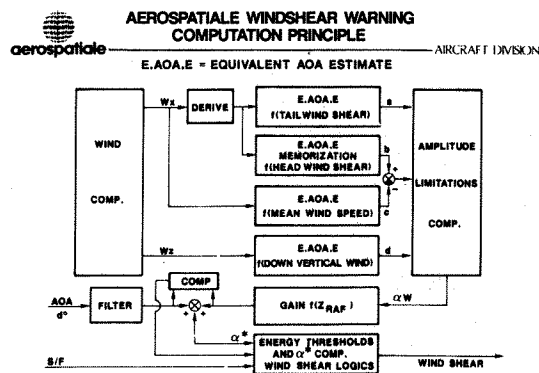 AEROSPATIALE WINDSHEAR WARNING
COMPUTATION PRINCIPLE
aerospatiale
AIRCRAFT DIVISION
E.AOA.E = EQUIVALENT AOA ESTIMATE
WIND
COMP.
Wx
DERIVE
E.AOA.E
f(TAILWIND SHEAR)
a
E.AOA.E
MEMORIZATION
f(HEAD WIND SHEAR)
b
+
−
E.AOA.E
f(MEAN WIND SPEED)
c
Wz
E.AOA.E
f(DOWN VERTICAL WIND)
d
AMPLITUDE
LIMITATIONS
COMP.
COMP
AOA
d°
FILTER
+
+
GAIN f(Z RAF)
αW
α*
ENERGY THRESHOLDS
AND α* COMP.
WIND SHEAR LOGICS
S/F
WIND SHEAR